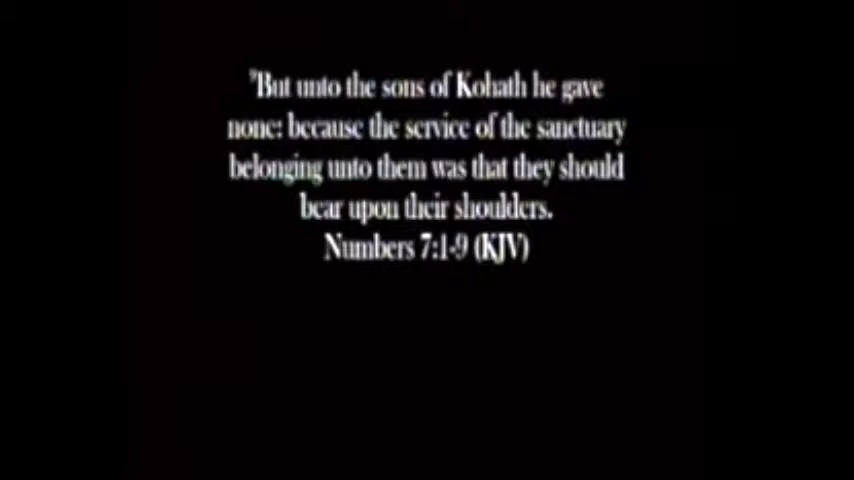 ⁹But unto the sons of Kohath he gave
none: because the service of the sanctuary
belonging unto them was that they should
bear upon their shoulders.
Numbers 7:1-9 (KJV)